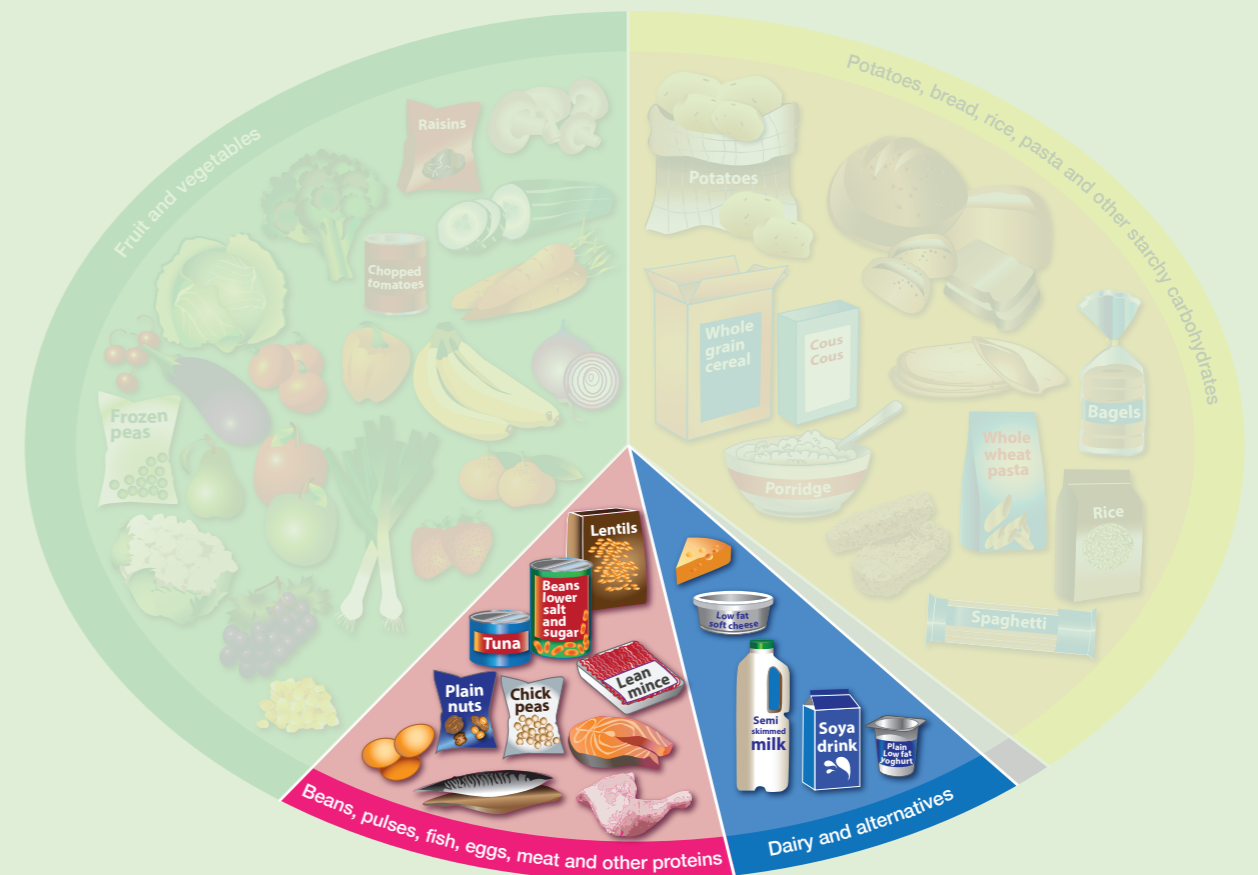 Fruit and vegetables
Raisins
Chopped
tomatoes
Frozen
peas
Potatoes, bread, rice, pasta and other starchy carbohydrates
Potatoes
Whole
grain
cereal
Cous
Cous
Bagels
Whole
wheat
pasta
Porridge
Rice
Spaghetti
Lentils
Beans
lower
salt
and
sugar
Tuna
Lean
mince
Plain
nuts
Chick
peas
Beans, pulses, fish, eggs, meat and other proteins
Low fat
soft cheese
Semi
skimmed
milk
Soya
drink
Plain
Low fat
yoghurt
Dairy and alternatives